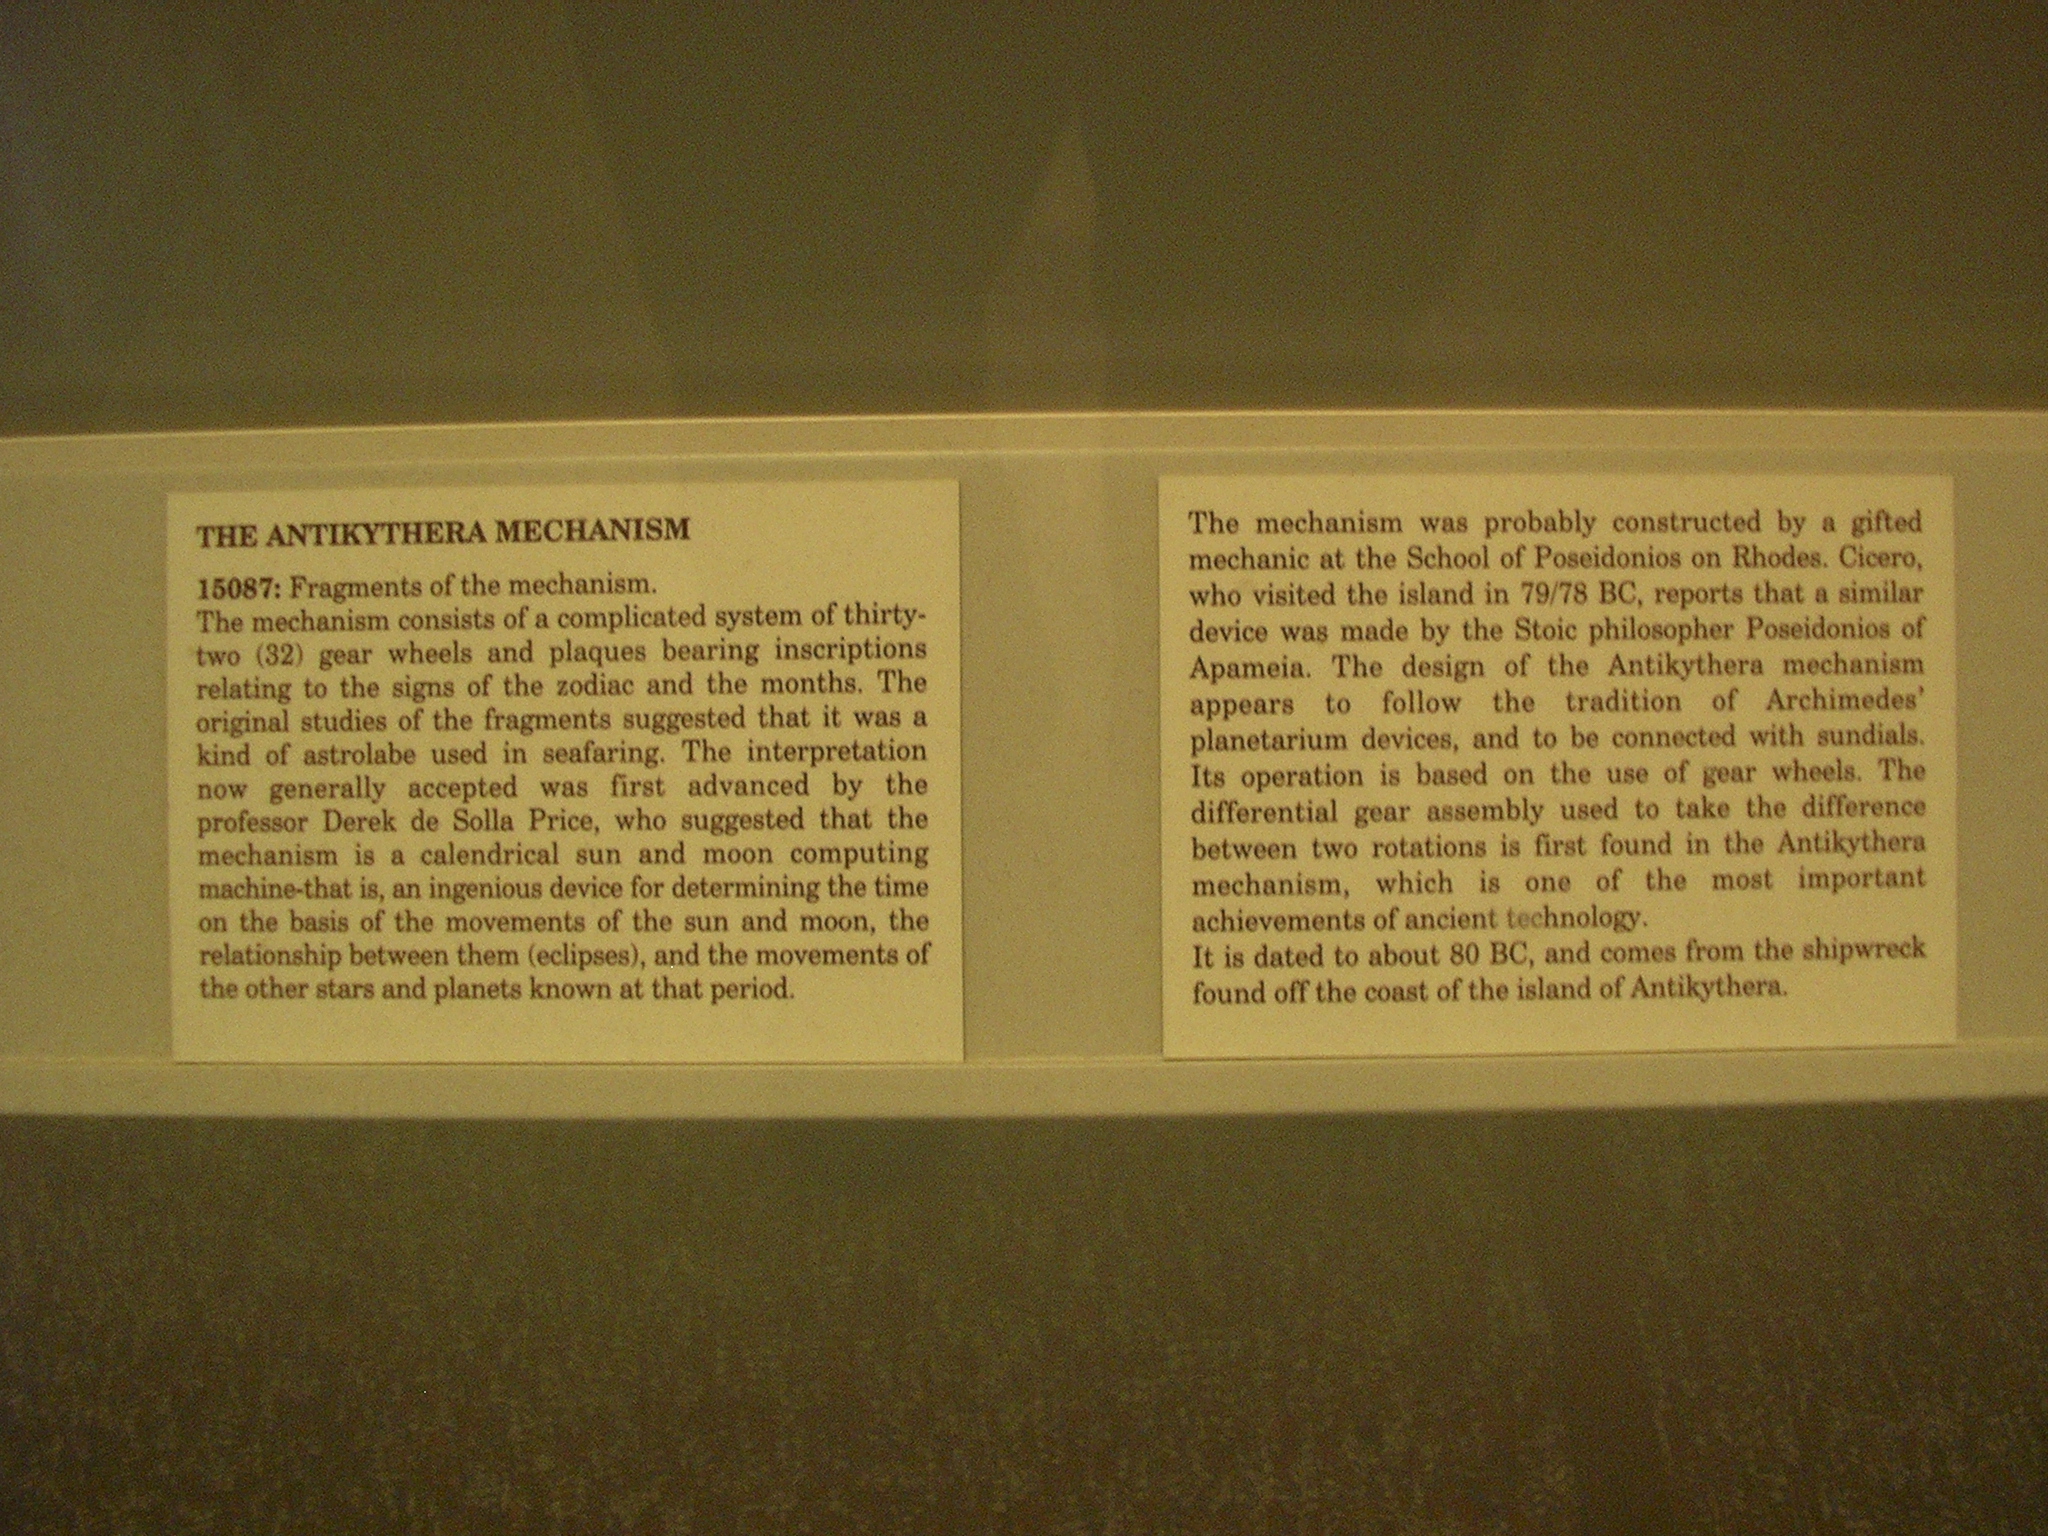 THE ANTIKYTHERA MECHANISM
15087: Fragments of the mechanism.
The mechanism consists of a complicated system of thirty-
two (32) gear wheels and plaques bearing inscriptions
relating to the signs of the zodiac and the months. The
original studies of the fragments suggested that it was a
kind of astrolabe used in seafaring. The interpretation
now generally accepted was first advanced by the
professor Derek de Solla Price, who suggested that the
mechanism is a calendrical sun and moon computing
machine-that is, an ingenious device for determining the time
on the basis of the movements of the sun and moon, the
relationship between them (eclipses), and the movements of
the other stars and planets known at that period.
The mechanism was probably constructed by a gifted
mechanic at the School of Poseidonios on Rhodes. Cicero,
who visited the island in 79/78 BC, reports that a similar
device was made by the Stoic philosopher Poseidonios of
Apameia. The design of the Antikythera mechanism
appears to follow the tradition of Archimedes'
planetarium devices, and to be connected with sundials.
Its operation is based on the use of gear wheels. The
differential gear assembly used to take the difference
between two rotations is first found in the Antikythera
mechanism, which is one of the most important
achievements of ancient technology.
It is dated to about 80 BC, and comes from the shipwreck
found off the coast of the island of Antikythera.